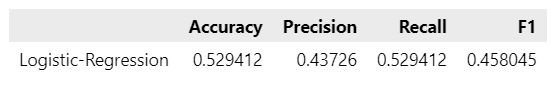 Accuracy Precision Recall F1
Logistic-Regression 0.529412 0.43726 0.529412 0.458045